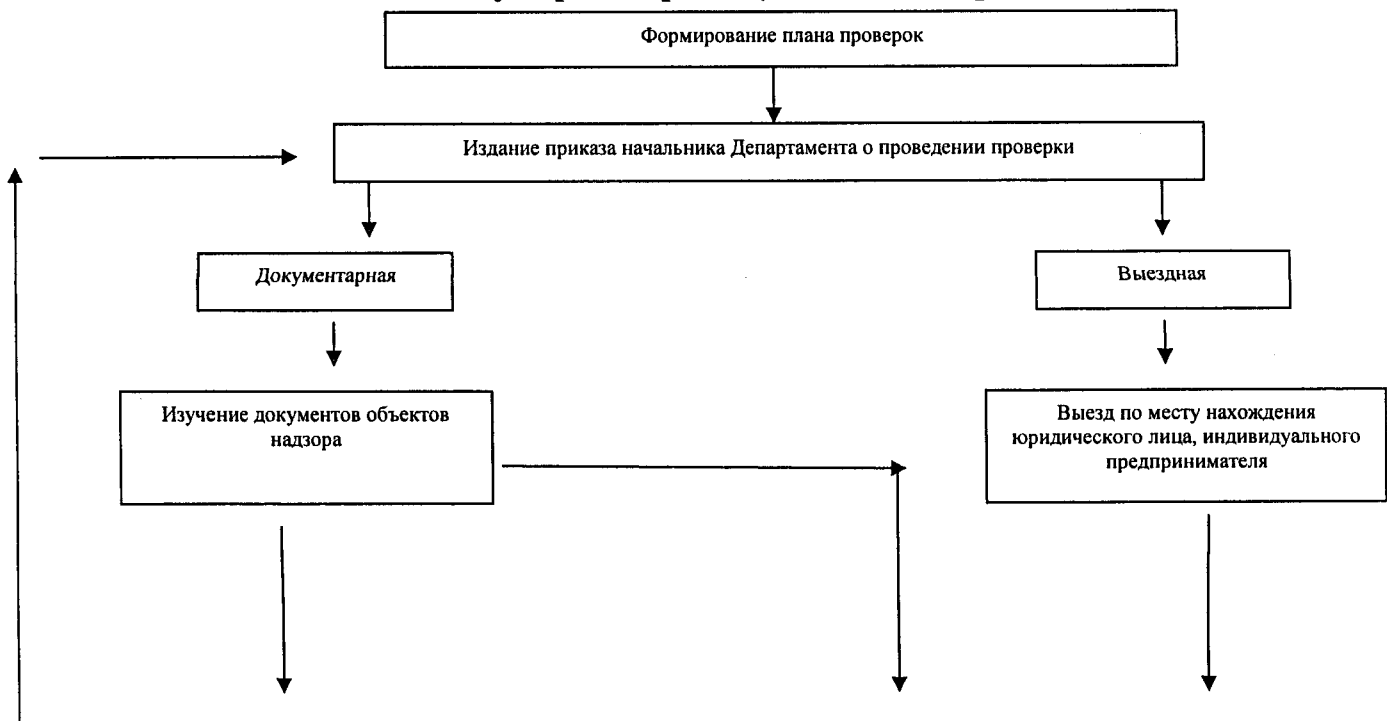 Формирование плана проверок
Издание приказа начальника Департамента о проведении проверки
Документарная
Выездная
Изучение документов объектов
надзора
Выезд по месту нахождения
юридического лица, индивидуального
предпринимателя